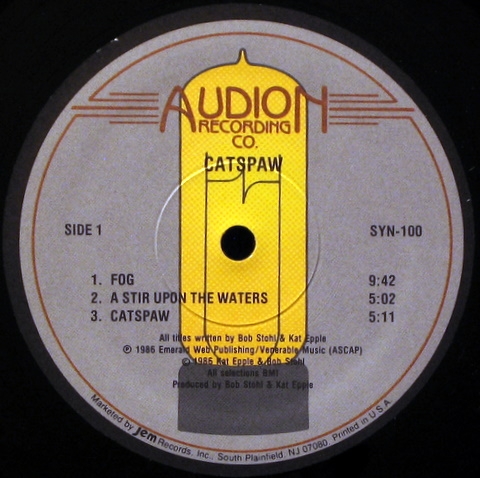 AUDION
RECORDING
CO.
CATSPAW
SIDE 1
SYN-100
1. FOG 9:42
2. A STIR UPON THE WATERS 5:02
3. CATSPAW 5:11
All titles written by Bob Stohl & Kat Epple
℗ 1986 Emerald Web Publishing/Venerable Music (ASCAP)
© 1986 Kat Epple & Bob Stohl
All selections BMI
Produced by Bob Stohl & Kat Epple
Marketed by Jem Records, Inc., South Plainfield, NJ 07080. Printed in U S A